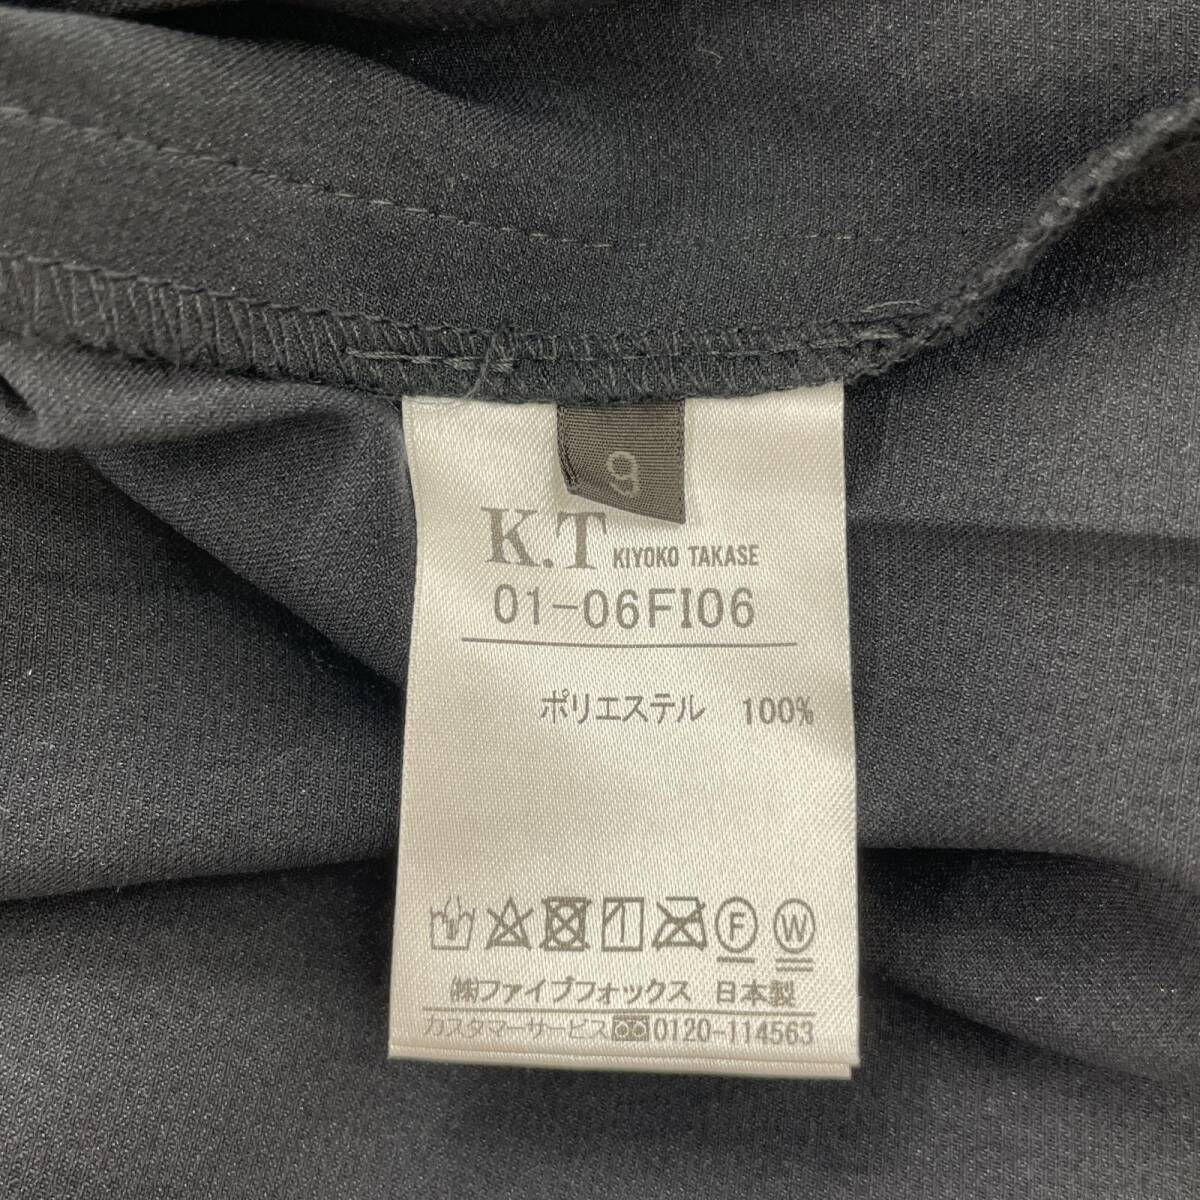 9
K.T KIYOKO TAKASE
01-06FI06
ポリエステル 100%
F W
㈱ファイブフォックス 日本製
カスタマーサービス 0120-114563